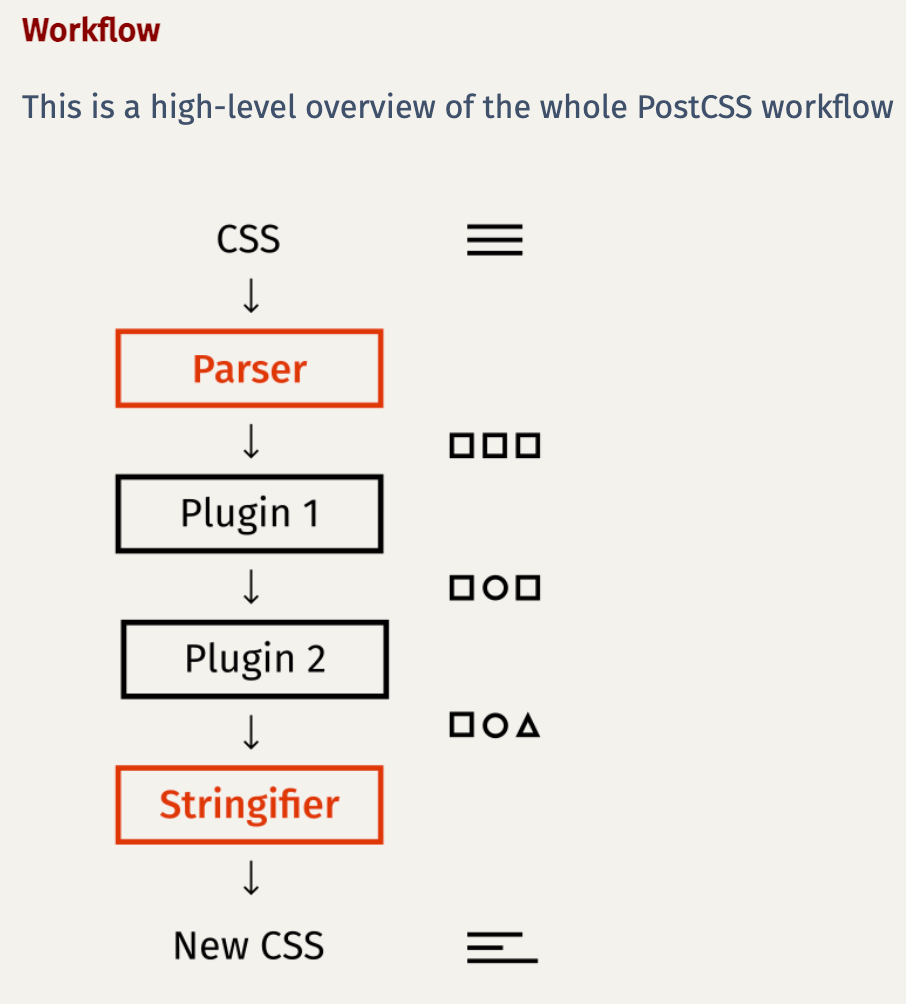 Workflow
This is a high-level overview of the whole PostCSS workflow
CSS
Parser
Plugin 1
Plugin 2
Stringifier
New CSS